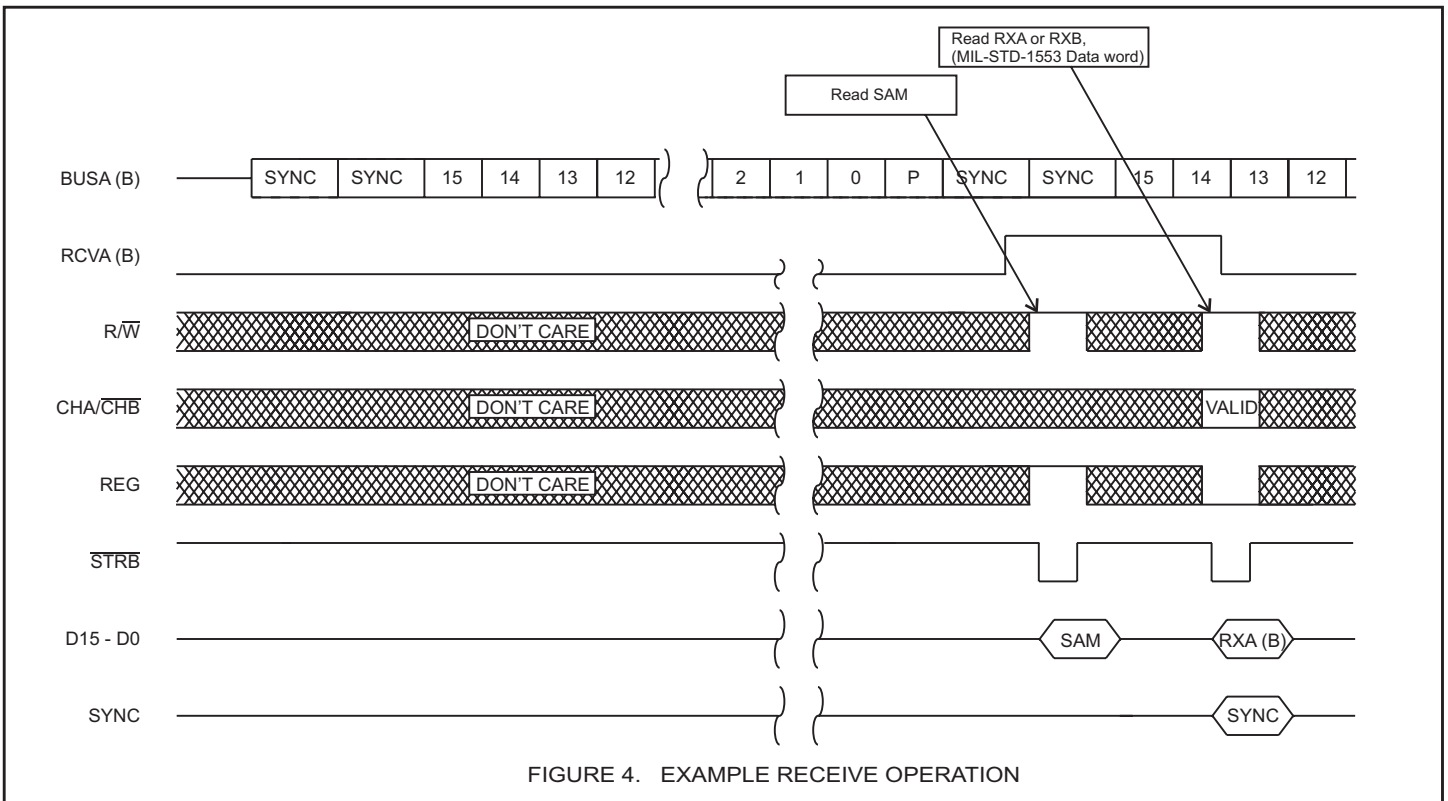 Read RXA or RXB,
(MIL-STD-1553 Data word)
Read SAM
BUSA (B) SYNC SYNC 15 14 13 12 2 1 0 P SYNC SYNC 15 14 13 12
RCVA (B)
R/W̅ DON'T CARE
CHA/C̅H̅B̅ DON'T CARE VALID
REG DON'T CARE
S̅T̅R̅B̅
D15 - D0 SAM RXA (B)
SYNC SYNC
FIGURE 4. EXAMPLE RECEIVE OPERATION